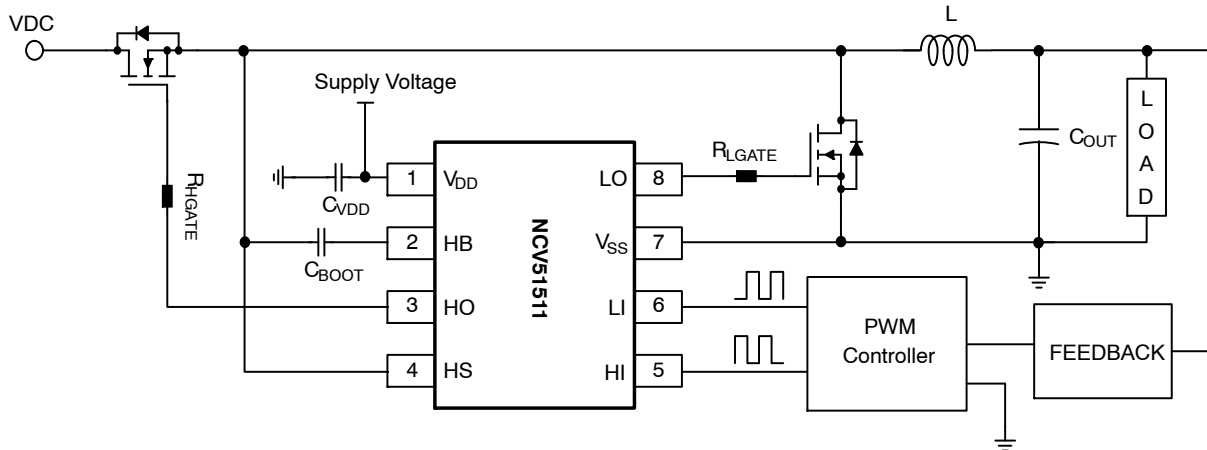 VDC
L
Supply Voltage
RHGATE
CVDD
CBOOT
1
2
3
4
VDD
HB
HO
HS
NCV51511
LO
VSS
LI
HI
8
7
6
5
RLGATE
COUT
L
O
A
D
PWM
Controller
FEEDBACK